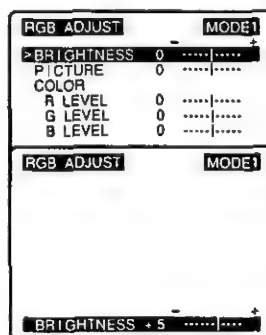 RGB ADJUST MODE1
- +
>BRIGHTNESS 0 .....|.....
PICTURE 0 .....|.....
COLOR
R LEVEL 0 .....|.....
G LEVEL 0 .....|.....
B LEVEL 0 .....|.....
RGB ADJUST MODE1
- +
BRIGHTNESS +5 ......|....